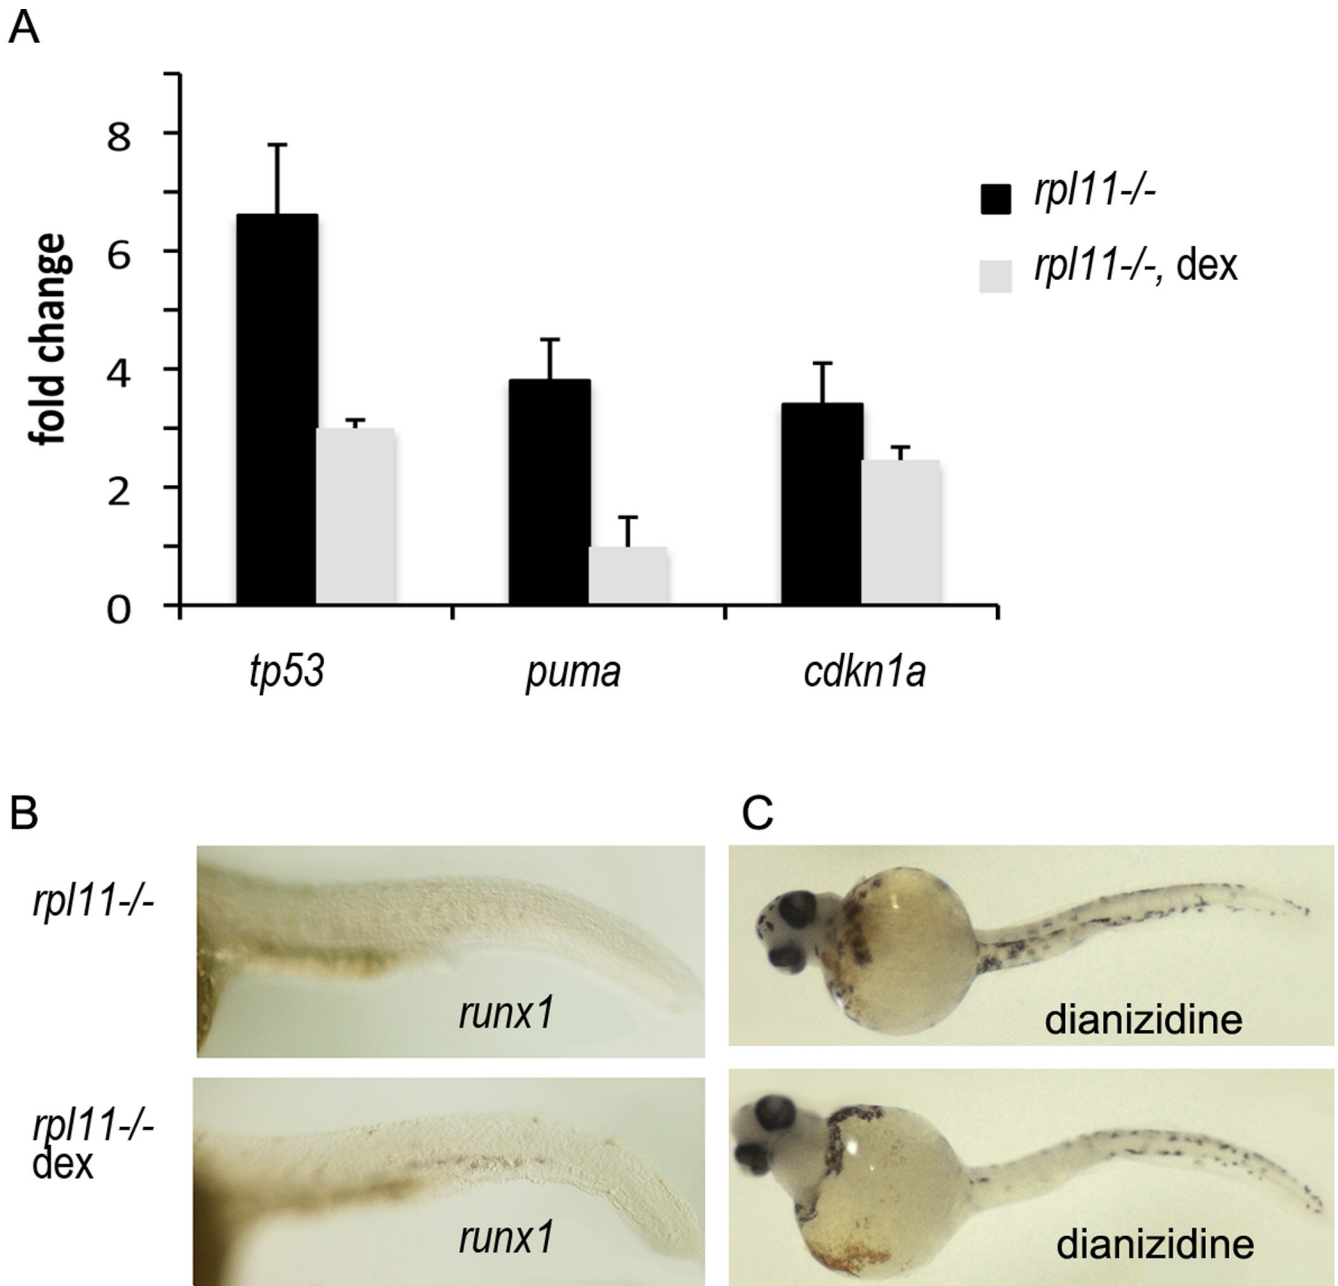 A
8
6
4
2
0
fold change
rpl11-/-
rpl11-/-, dex
tp53
puma
cdkn1a
B
C
rpl11-/-
runx1
dianizidine
rpl11-/-
dex
runx1
dianizidine